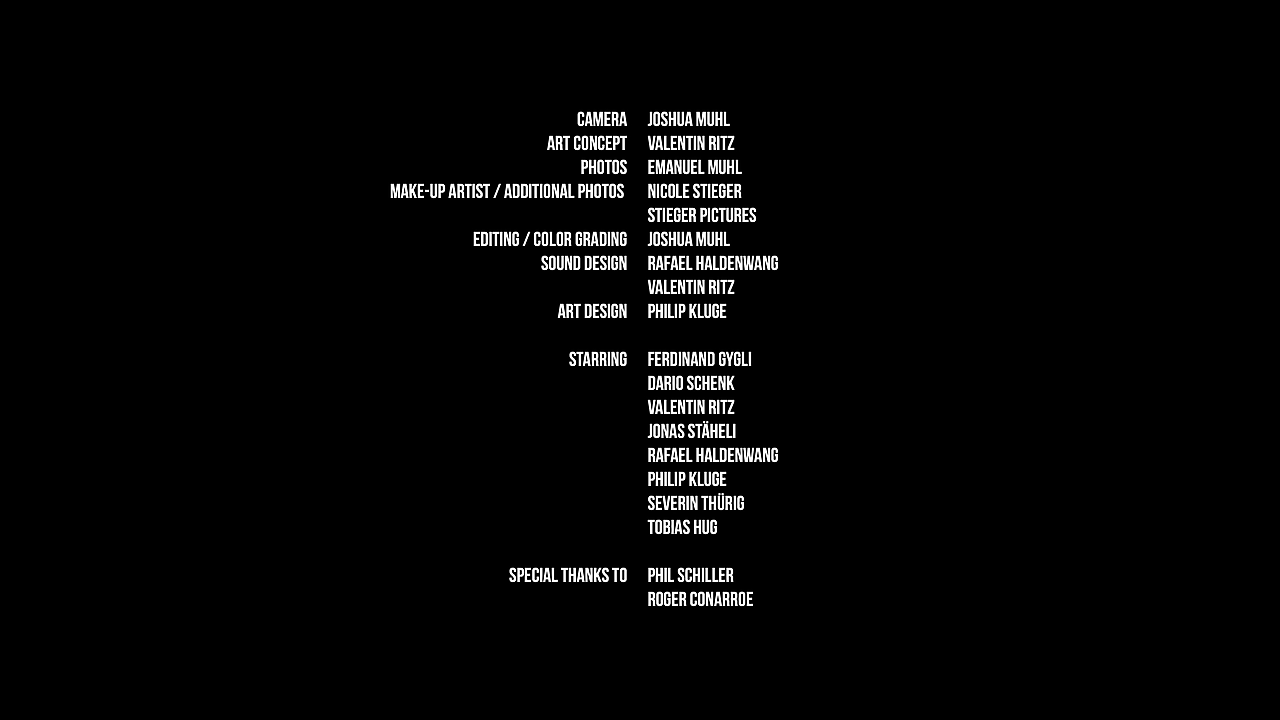 CAMERA JOSHUA MUHL
ART CONCEPT VALENTIN RITZ
PHOTOS EMANUEL MUHL
MAKE-UP ARTIST / ADDITIONAL PHOTOS NICOLE STIEGER
STIEGER PICTURES
EDITING / COLOR GRADING JOSHUA MUHL
SOUND DESIGN RAFAEL HALDENWANG
VALENTIN RITZ
ART DESIGN PHILIP KLUGE
STARRING FERDINAND GYGLI
DARIO SCHENK
VALENTIN RITZ
JONAS STÄHELI
RAFAEL HALDENWANG
PHILIP KLUGE
SEVERIN THÜRIG
TOBIAS HUG
SPECIAL THANKS TO PHIL SCHILLER
ROGER CONARROE